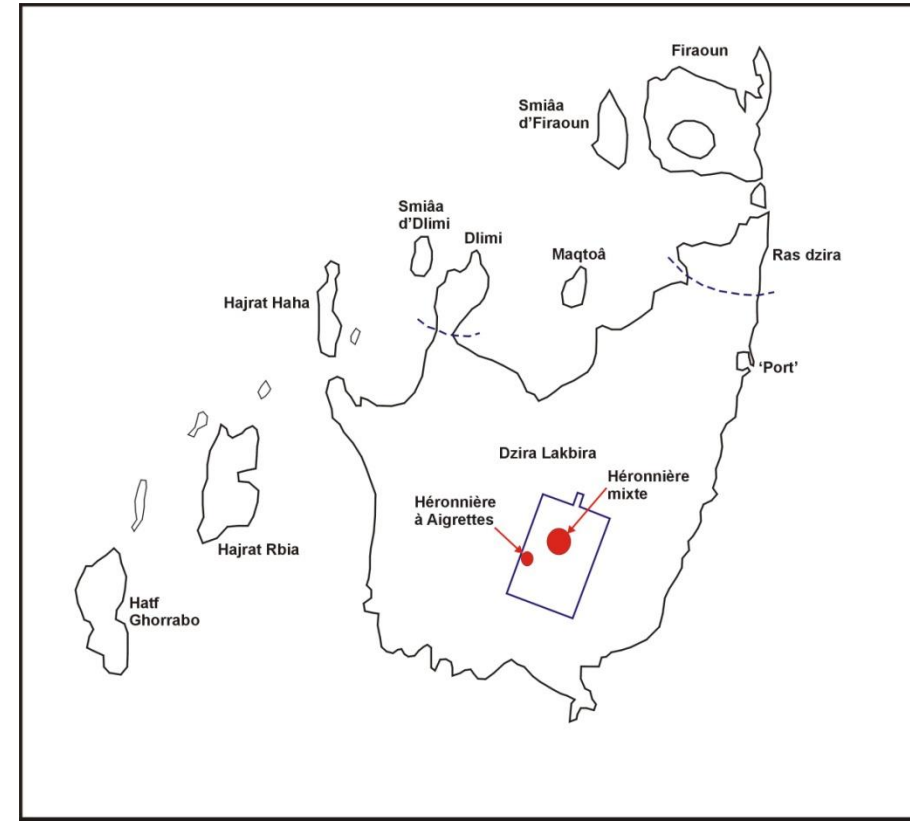 Firaoun
Smiâa
d'Firaoun
Smiâa
d'Dlimi
Dlimi
Maqtoâ
Ras dzira
Hajrat Haha
'Port'
Dzira Lakbira
Héronnière
mixte
Héronnière
à Aigrettes
Hajrat Rbia
Hatf
Ghorrabo